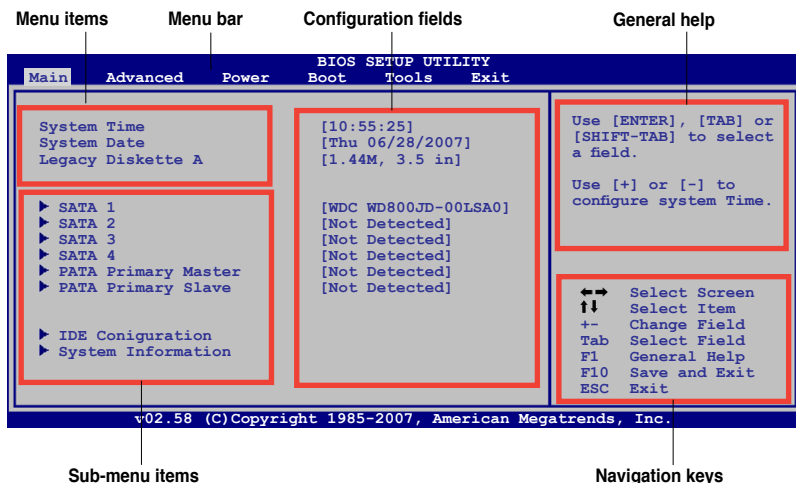 Menu items Menu bar Configuration fields General help
BIOS SETUP UTILITY
Main Advanced Power Boot Tools Exit
System Time [10:55:25]
System Date [Thu 06/28/2007]
Legacy Diskette A [1.44M, 3.5 in]
SATA 1 [WDC WD800JD-00LSA0]
SATA 2 [Not Detected]
SATA 3 [Not Detected]
SATA 4 [Not Detected]
PATA Primary Master [Not Detected]
PATA Primary Slave [Not Detected]
IDE Coniguration
System Information
Use [ENTER], [TAB] or
[SHIFT-TAB] to select
a field.
Use [+] or [-] to
configure system Time.
←→ Select Screen
↑↓ Select Item
+- Change Field
Tab Select Field
F1 General Help
F10 Save and Exit
ESC Exit
v02.58 (C)Copyright 1985-2007, American Megatrends, Inc.
Sub-menu items Navigation keys